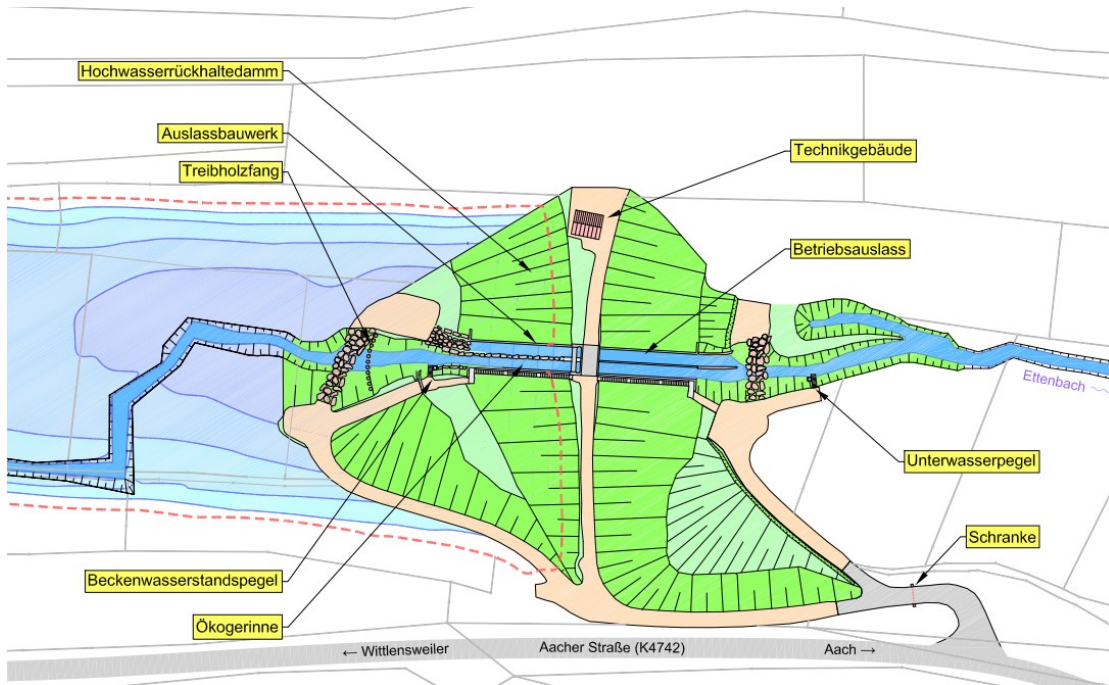 Hochwasserrückhaltedamm
Auslassbauwerk
Treibholzfang
Technikgebäude
Betriebsauslass
Ettenbach
Unterwasserpegel
Schranke
Beckenwasserstandspegel
Ökogerinne
← Wittlensweiler Aacher Straße (K4742) Aach →